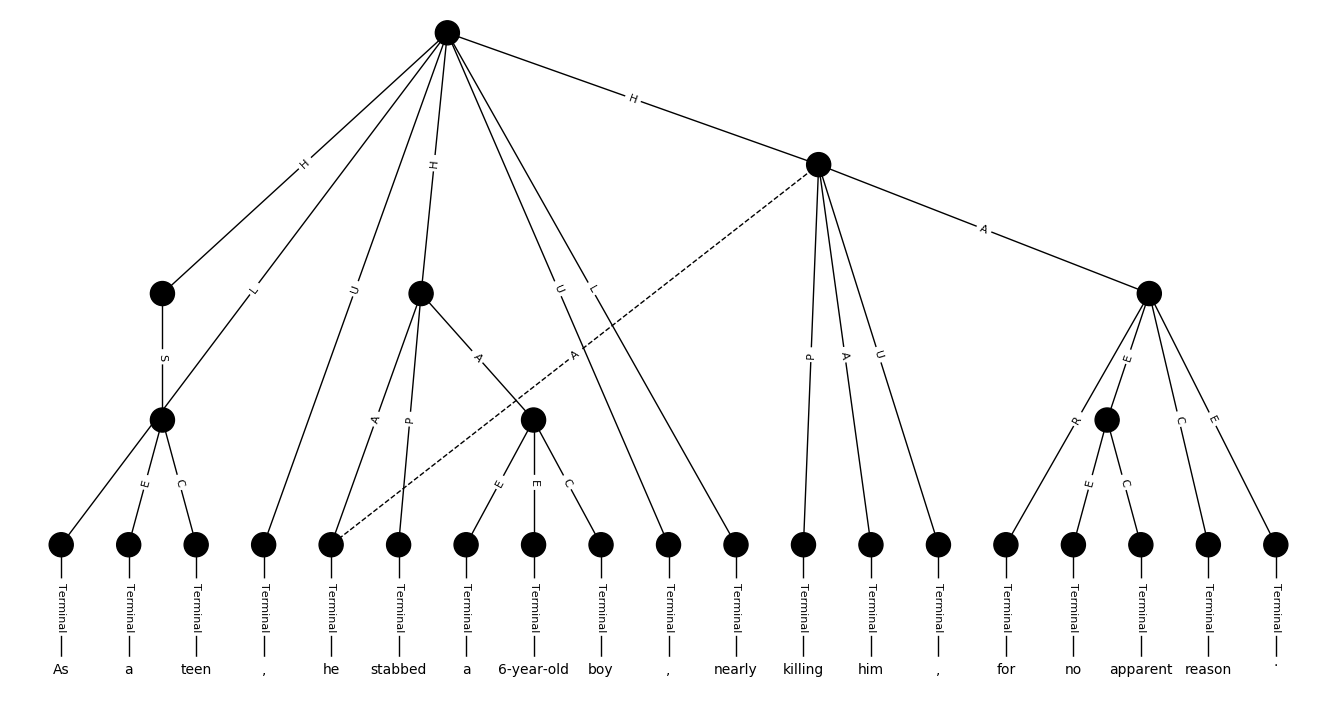 H
H
H
L
U
U
L
A
S
A
P
A
U
A
A
P
E
R
E
C
E
E
C
E
E
C
E
C
Terminal Terminal Terminal Terminal Terminal Terminal Terminal Terminal Terminal Terminal Terminal Terminal Terminal Terminal Terminal Terminal Terminal Terminal Terminal
As a teen , he stabbed a 6-year-old boy , nearly killing him , for no apparent reason .